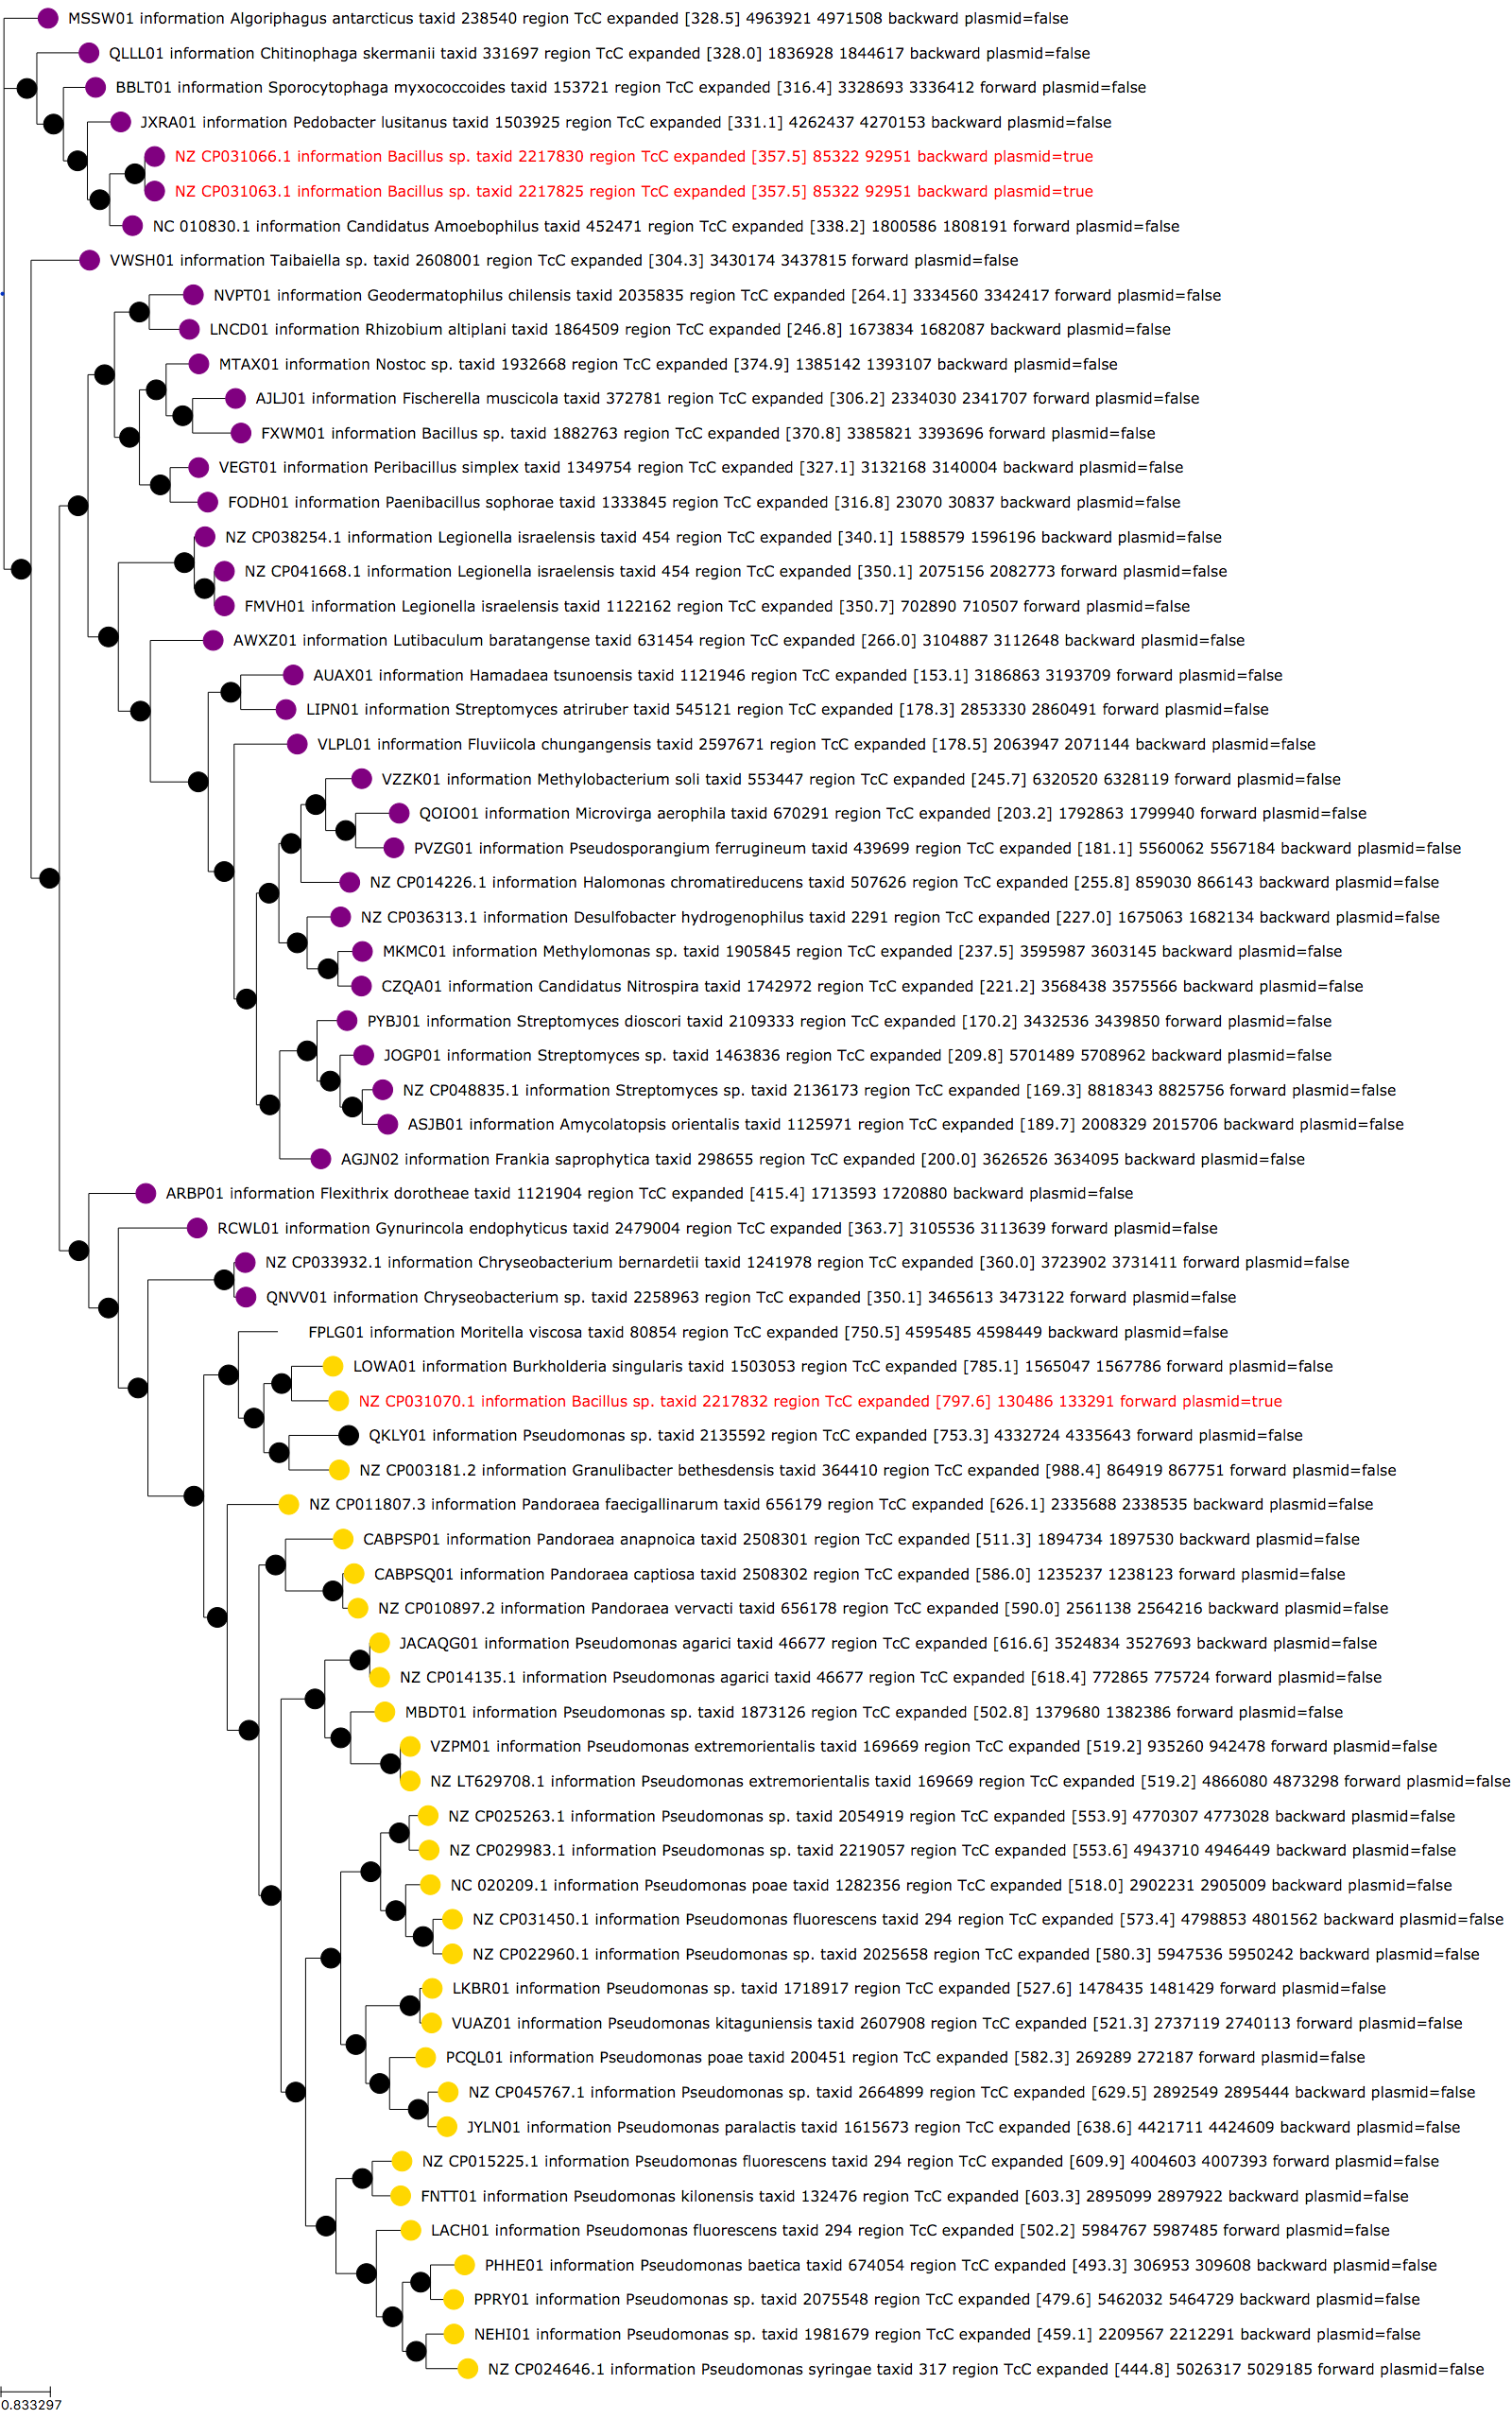 MSSW01 information Algoriphagus antarcticus taxid 238540 region TcC expanded [328.5] 4963921 4971508 backward plasmid=false
QLLL01 information Chitinophaga skermanii taxid 331697 region TcC expanded [328.0] 1836928 1844617 backward plasmid=false
BBLT01 information Sporocytophaga myxococcoides taxid 153721 region TcC expanded [316.4] 3328693 3336412 forward plasmid=false
JXRA01 information Pedobacter lusitanus taxid 1503925 region TcC expanded [331.1] 4262437 4270153 backward plasmid=false
NZ CP031066.1 information Bacillus sp. taxid 2217830 region TcC expanded [357.5] 85322 92951 backward plasmid=true
NZ CP031063.1 information Bacillus sp. taxid 2217825 region TcC expanded [357.5] 85322 92951 backward plasmid=true
NC 010830.1 information Candidatus Amoebophilus taxid 452471 region TcC expanded [338.2] 1800586 1808191 forward plasmid=false
VWSH01 information Taibaiella sp. taxid 2608001 region TcC expanded [304.3] 3430174 3437815 forward plasmid=false
NVPT01 information Geodermatophilus chilensis taxid 2035835 region TcC expanded [264.1] 3334560 3342417 forward plasmid=false
LNCD01 information Rhizobium altiplani taxid 1864509 region TcC expanded [246.8] 1673834 1682087 backward plasmid=false
MTAX01 information Nostoc sp. taxid 1932668 region TcC expanded [374.9] 1385142 1393107 backward plasmid=false
AJLJ01 information Fischerella muscicola taxid 372781 region TcC expanded [306.2] 2334030 2341707 forward plasmid=false
FXWM01 information Bacillus sp. taxid 1882763 region TcC expanded [370.8] 3385821 3393696 forward plasmid=false
VEGT01 information Peribacillus simplex taxid 1349754 region TcC expanded [327.1] 3132168 3140004 backward plasmid=false
FODH01 information Paenibacillus sophorae taxid 1333845 region TcC expanded [316.8] 23070 30837 backward plasmid=false
NZ CP038254.1 information Legionella israelensis taxid 454 region TcC expanded [340.1] 1588579 1596196 backward plasmid=false
NZ CP041668.1 information Legionella israelensis taxid 454 region TcC expanded [350.1] 2075156 2082773 forward plasmid=false
FMVH01 information Legionella israelensis taxid 1122162 region TcC expanded [350.7] 702890 710507 forward plasmid=false
AWXZ01 information Lutibaculum baratangense taxid 631454 region TcC expanded [266.0] 3104887 3112648 backward plasmid=false
AUAX01 information Hamadaea tsunoensis taxid 1121946 region TcC expanded [153.1] 3186863 3193709 forward plasmid=false
LIPN01 information Streptomyces atriruber taxid 545121 region TcC expanded [178.3] 2853330 2860491 forward plasmid=false
VLPL01 information Fluviicola chungangensis taxid 2597671 region TcC expanded [178.5] 2063947 2071144 backward plasmid=false
VZZK01 information Methylobacterium soli taxid 553447 region TcC expanded [245.7] 6320520 6328119 forward plasmid=false
QOIO01 information Microvirga aerophila taxid 670291 region TcC expanded [203.2] 1792863 1799940 forward plasmid=false
PVZG01 information Pseudosporangium ferrugineum taxid 439699 region TcC expanded [181.1] 5560062 5567184 backward plasmid=false
NZ CP014226.1 information Halomonas chromatireducens taxid 507626 region TcC expanded [255.8] 859030 866143 backward plasmid=false
NZ CP036313.1 information Desulfobacter hydrogenophilus taxid 2291 region TcC expanded [227.0] 1675063 1682134 backward plasmid=false
MKMC01 information Methylomonas sp. taxid 1905845 region TcC expanded [237.5] 3595987 3603145 backward plasmid=false
CZQA01 information Candidatus Nitrospira taxid 1742972 region TcC expanded [221.2] 3568438 3575566 backward plasmid=false
PYBJ01 information Streptomyces dioscori taxid 2109333 region TcC expanded [170.2] 3432536 3439850 forward plasmid=false
JOGP01 information Streptomyces sp. taxid 1463836 region TcC expanded [209.8] 5701489 5708962 backward plasmid=false
NZ CP048835.1 information Streptomyces sp. taxid 2136173 region TcC expanded [169.3] 8818343 8825756 forward plasmid=false
ASJB01 information Amycolatopsis orientalis taxid 1125971 region TcC expanded [189.7] 2008329 2015706 backward plasmid=false
AGJN02 information Frankia saprophytica taxid 298655 region TcC expanded [200.0] 3626526 3634095 backward plasmid=false
ARBP01 information Flexithrix dorotheae taxid 1121904 region TcC expanded [415.4] 1713593 1720880 backward plasmid=false
RCWL01 information Gynurincola endophyticus taxid 2479004 region TcC expanded [363.7] 3105536 3113639 forward plasmid=false
NZ CP033932.1 information Chryseobacterium bernardetii taxid 1241978 region TcC expanded [360.0] 3723902 3731411 forward plasmid=false
QNVV01 information Chryseobacterium sp. taxid 2258963 region TcC expanded [350.1] 3465613 3473122 forward plasmid=false
FPLG01 information Moritella viscosa taxid 80854 region TcC expanded [750.5] 4595485 4598449 backward plasmid=false
LOWA01 information Burkholderia singularis taxid 1503053 region TcC expanded [785.1] 1565047 1567786 forward plasmid=false
NZ CP031070.1 information Bacillus sp. taxid 2217832 region TcC expanded [797.6] 130486 133291 forward plasmid=true
QKLY01 information Pseudomonas sp. taxid 2135592 region TcC expanded [753.3] 4332724 4335643 forward plasmid=false
NZ CP003181.2 information Granulibacter bethesdensis taxid 364410 region TcC expanded [988.4] 864919 867751 forward plasmid=false
NZ CP011807.3 information Pandoraea faecigallinarum taxid 656179 region TcC expanded [626.1] 2335688 2338535 backward plasmid=false
CABPSP01 information Pandoraea anapnoica taxid 2508301 region TcC expanded [511.3] 1894734 1897530 backward plasmid=false
CABPSQ01 information Pandoraea captiosa taxid 2508302 region TcC expanded [586.0] 1235237 1238123 forward plasmid=false
NZ CP010897.2 information Pandoraea vervacti taxid 656178 region TcC expanded [590.0] 2561138 2564216 backward plasmid=false
JACAQG01 information Pseudomonas agarici taxid 46677 region TcC expanded [616.6] 3524834 3527693 backward plasmid=false
NZ CP014135.1 information Pseudomonas agarici taxid 46677 region TcC expanded [618.4] 772865 775724 forward plasmid=false
MBDT01 information Pseudomonas sp. taxid 1873126 region TcC expanded [502.8] 1379680 1382386 forward plasmid=false
VZPM01 information Pseudomonas extremorientalis taxid 169669 region TcC expanded [519.2] 935260 942478 forward plasmid=false
NZ LT629708.1 information Pseudomonas extremorientalis taxid 169669 region TcC expanded [519.2] 4866080 4873298 forward plasmid=false
NZ CP025263.1 information Pseudomonas sp. taxid 2054919 region TcC expanded [553.9] 4770307 4773028 backward plasmid=false
NZ CP029983.1 information Pseudomonas sp. taxid 2219057 region TcC expanded [553.6] 4943710 4946449 backward plasmid=false
NC 020209.1 information Pseudomonas poae taxid 1282356 region TcC expanded [518.0] 2902231 2905009 backward plasmid=false
NZ CP031450.1 information Pseudomonas fluorescens taxid 294 region TcC expanded [573.4] 4798853 4801562 backward plasmid=false
NZ CP022960.1 information Pseudomonas sp. taxid 2025658 region TcC expanded [580.3] 5947536 5950242 backward plasmid=false
LKBR01 information Pseudomonas sp. taxid 1718917 region TcC expanded [527.6] 1478435 1481429 forward plasmid=false
VUAZ01 information Pseudomonas kitaguniensis taxid 2607908 region TcC expanded [521.3] 2737119 2740113 forward plasmid=false
PCQL01 information Pseudomonas poae taxid 200451 region TcC expanded [582.3] 269289 272187 forward plasmid=false
NZ CP045767.1 information Pseudomonas sp. taxid 2664899 region TcC expanded [629.5] 2892549 2895444 backward plasmid=false
JYLN01 information Pseudomonas paralactis taxid 1615673 region TcC expanded [638.6] 4421711 4424609 backward plasmid=false
NZ CP015225.1 information Pseudomonas fluorescens taxid 294 region TcC expanded [609.9] 4004603 4007393 forward plasmid=false
FNTT01 information Pseudomonas kilonensis taxid 132476 region TcC expanded [603.3] 2895099 2897922 backward plasmid=false
LACH01 information Pseudomonas fluorescens taxid 294 region TcC expanded [502.2] 5984767 5987485 forward plasmid=false
PHHE01 information Pseudomonas baetica taxid 674054 region TcC expanded [493.3] 306953 309608 backward plasmid=false
PPRY01 information Pseudomonas sp. taxid 2075548 region TcC expanded [479.6] 5462032 5464729 backward plasmid=false
NEHI01 information Pseudomonas sp. taxid 1981679 region TcC expanded [459.1] 2209567 2212291 backward plasmid=false
NZ CP024646.1 information Pseudomonas syringae taxid 317 region TcC expanded [444.8] 5026317 5029185 forward plasmid=false
0.833297